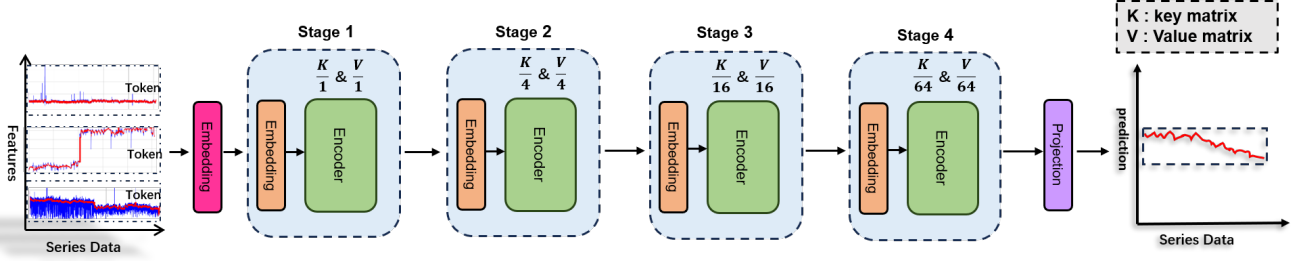 K : key matrix
V : Value matrix
Stage 1
Stage 2
Stage 3
Stage 4
K/1 & V/1
K/4 & V/4
K/16 & V/16
K/64 & V/64
Features
Token
Token
Token
Series Data
Embedding
Embedding
Encoder
Embedding
Encoder
Embedding
Encoder
Embedding
Encoder
Projection
prediction
Series Data